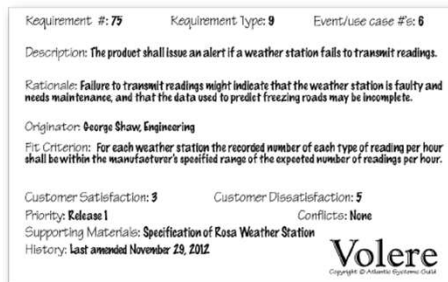 Requirement #: 75 Requirement Type: 9 Event/use case #'s: 6
Description: The product shall issue an alert if a weather station fails to transmit readings.
Rationale: Failure to transmit readings might indicate that the weather station is faulty and
needs maintenance, and that the data used to predict freezing roads may be incomplete.
Originator: George Shaw, Engineering
Fit Criterion: For each weather station the recorded number of each type of reading per hour
shall be within the manufacturer's specified range of the expected number of readings per hour.
Customer Satisfaction: 3 Customer Dissatisfaction: 5
Priority: Release 1 Conflicts: None
Supporting Materials: Specification of Rosa Weather Station
History: Last amended November 29, 2012
Volere
Copyright © Atlantic Systems Guild